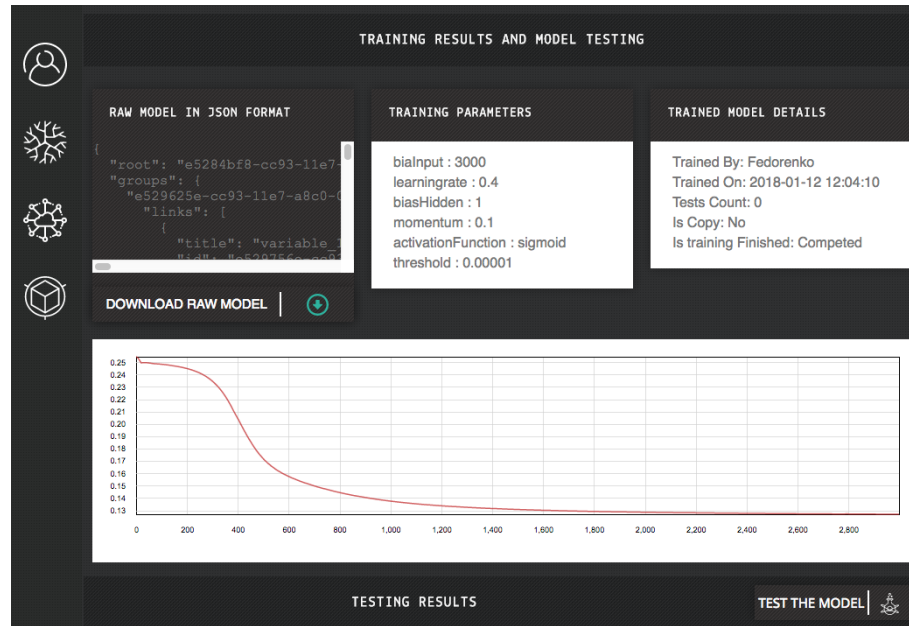 TRAINING RESULTS AND MODEL TESTING
RAW MODEL IN JSON FORMAT
{
"root": "e5284bf8-cc93-11e7-
"groups": {
"e529625e-cc93-11e7-a8c0-
"links": [
{
"title":
"id":
DOWNLOAD RAW MODEL
TRAINING PARAMETERS
biaInput : 3000
learningrate : 0.4
biasHidden : 1
momentum : 0.1
activationFunction : sigmoid
threshold : 0.00001
TRAINED MODEL DETAILS
Trained By: Fedorenko
Trained On: 2018-01-12 12:04:10
Tests Count: 0
Is Copy: No
Is training Finished: Competed
0.25
0.24
0.23
0.22
0.21
0.20
0.19
0.18
0.17
0.16
0.15
0.14
0.13
0 200 400 600 800 1,000 1,200 1,400 1,600 1,800 2,000 2,200 2,400 2,600 2,800
TESTING RESULTS
TEST THE MODEL